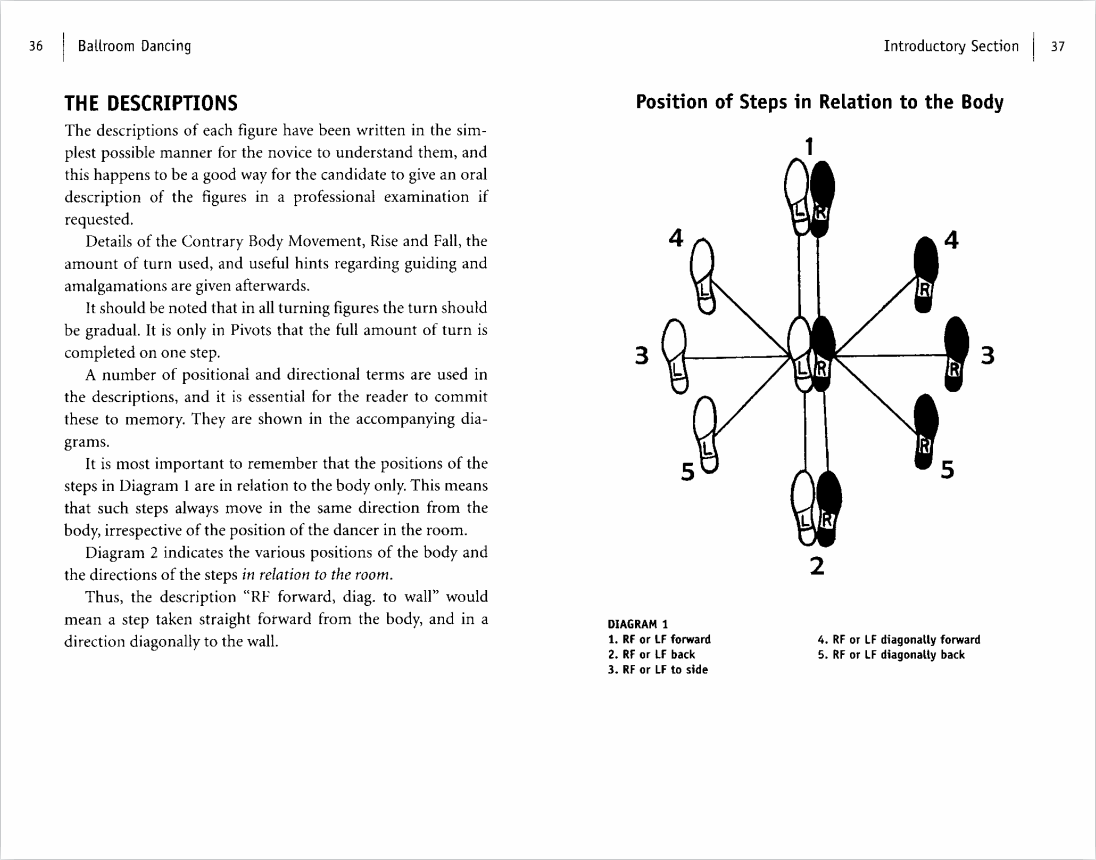 36 | Ballroom Dancing
THE DESCRIPTIONS
The descriptions of each figure have been written in the sim-
plest possible manner for the novice to understand them, and
this happens to be a good way for the candidate to give an oral
description of the figures in a professional examination if
requested.
Details of the Contrary Body Movement, Rise and Fall, the
amount of turn used, and useful hints regarding guiding and
amalgamations are given afterwards.
It should be noted that in all turning figures the turn should
be gradual. It is only in Pivots that the full amount of turn is
completed on one step.
A number of positional and directional terms are used in
the descriptions, and it is essential for the reader to commit
these to memory. They are shown in the accompanying dia-
grams.
It is most important to remember that the positions of the
steps in Diagram 1 are in relation to the body only. This means
that such steps always move in the same direction from the
body, irrespective of the position of the dancer in the room.
Diagram 2 indicates the various positions of the body and
the directions of the steps in relation to the room.
Thus, the description “RF forward, diag. to wall” would
mean a step taken straight forward from the body, and in a
direction diagonally to the wall.
Introductory Section | 37
Position of Steps in Relation to the Body
1
L R
4 4
L R
3 3
L L R R
5 5
L R
L R
2
DIAGRAM 1
1. RF or LF forward
2. RF or LF back
3. RF or LF to side
4. RF or LF diagonally forward
5. RF or LF diagonally back